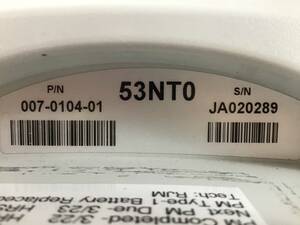 P/N
53NT0
S/N
007-0104-01
JA020289
PM Completed- 3/22
Next PM Due- 3/23
PM Type-1 Battery Replaced
Tech: RJM